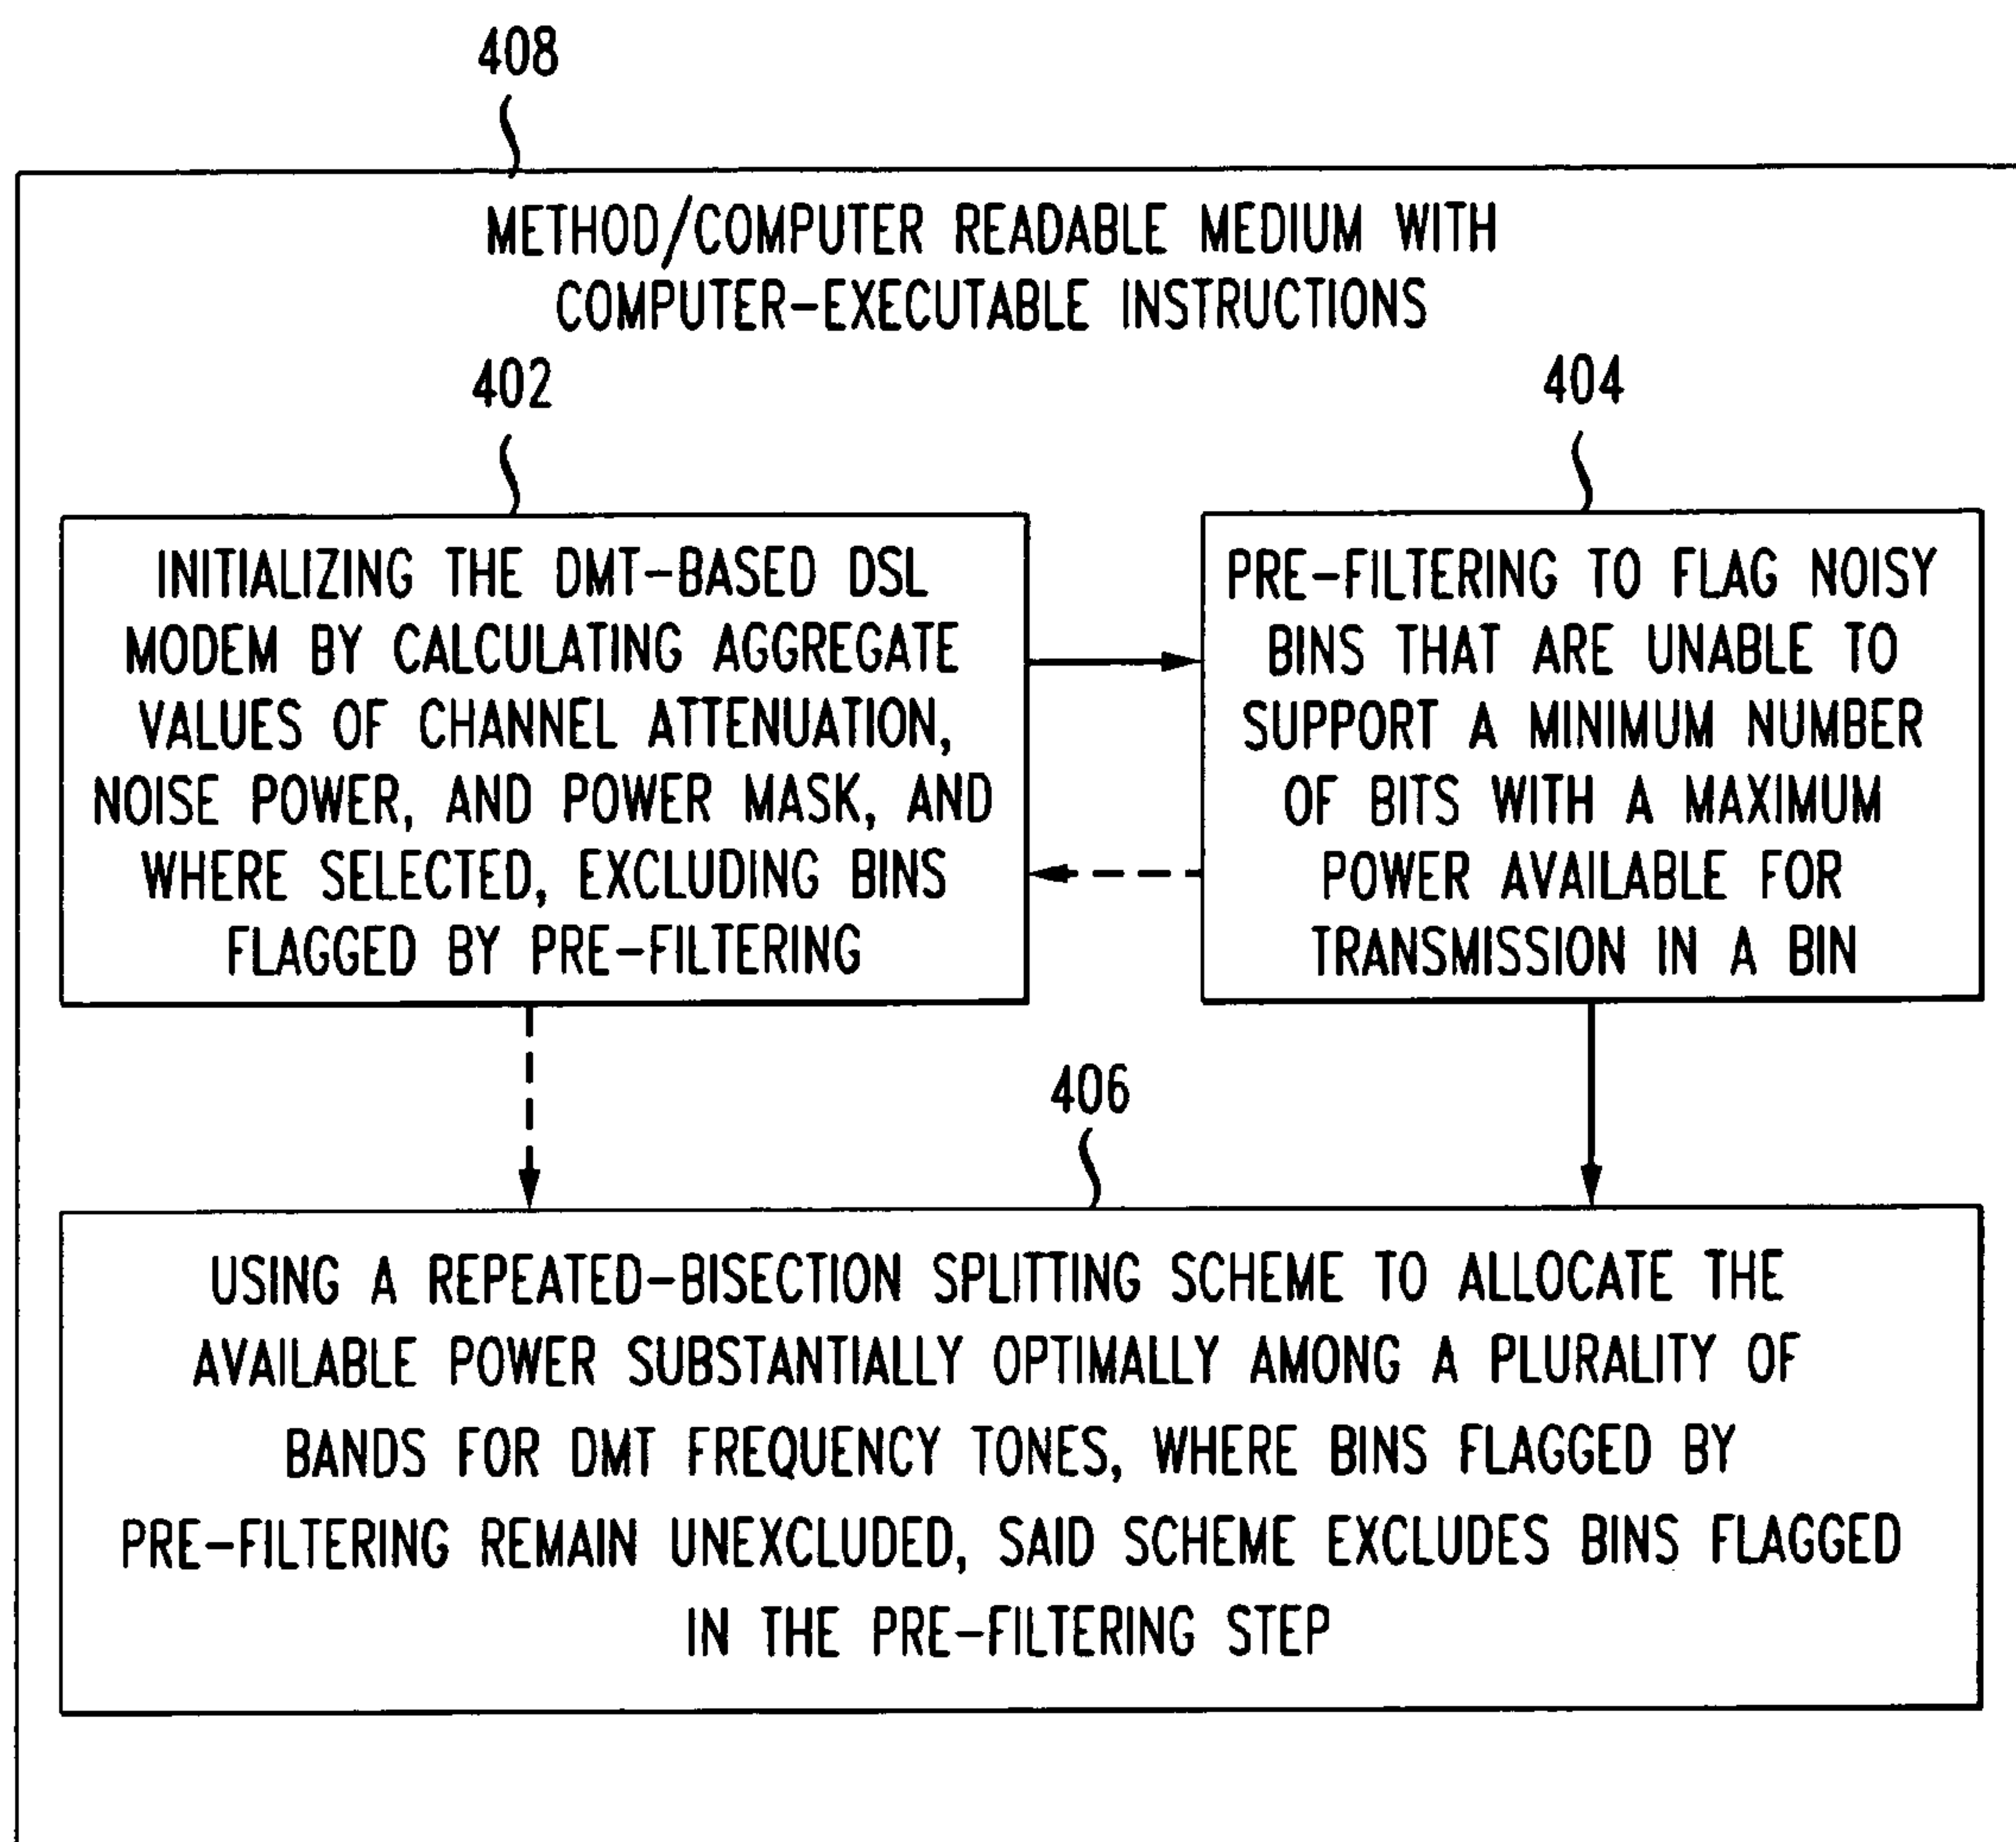 408
METHOD/COMPUTER READABLE MEDIUM WITH
COMPUTER-EXECUTABLE INSTRUCTIONS
402
INITIALIZING THE DMT-BASED DSL
MODEM BY CALCULATING AGGREGATE
VALUES OF CHANNEL ATTENUATION,
NOISE POWER, AND POWER MASK, AND
WHERE SELECTED, EXCLUDING BINS
FLAGGED BY PRE-FILTERING
404
PRE-FILTERING TO FLAG NOISY
BINS THAT ARE UNABLE TO
SUPPORT A MINIMUM NUMBER
OF BITS WITH A MAXIMUM
POWER AVAILABLE FOR
TRANSMISSION IN A BIN
406
USING A REPEATED-BISECTION SPLITTING SCHEME TO ALLOCATE THE
AVAILABLE POWER SUBSTANTIALLY OPTIMALLY AMONG A PLURALITY OF
BANDS FOR DMT FREQUENCY TONES, WHERE BINS FLAGGED BY
PRE-FILTERING REMAIN UNEXCLUDED, SAID SCHEME EXCLUDES BINS FLAGGED
IN THE PRE-FILTERING STEP